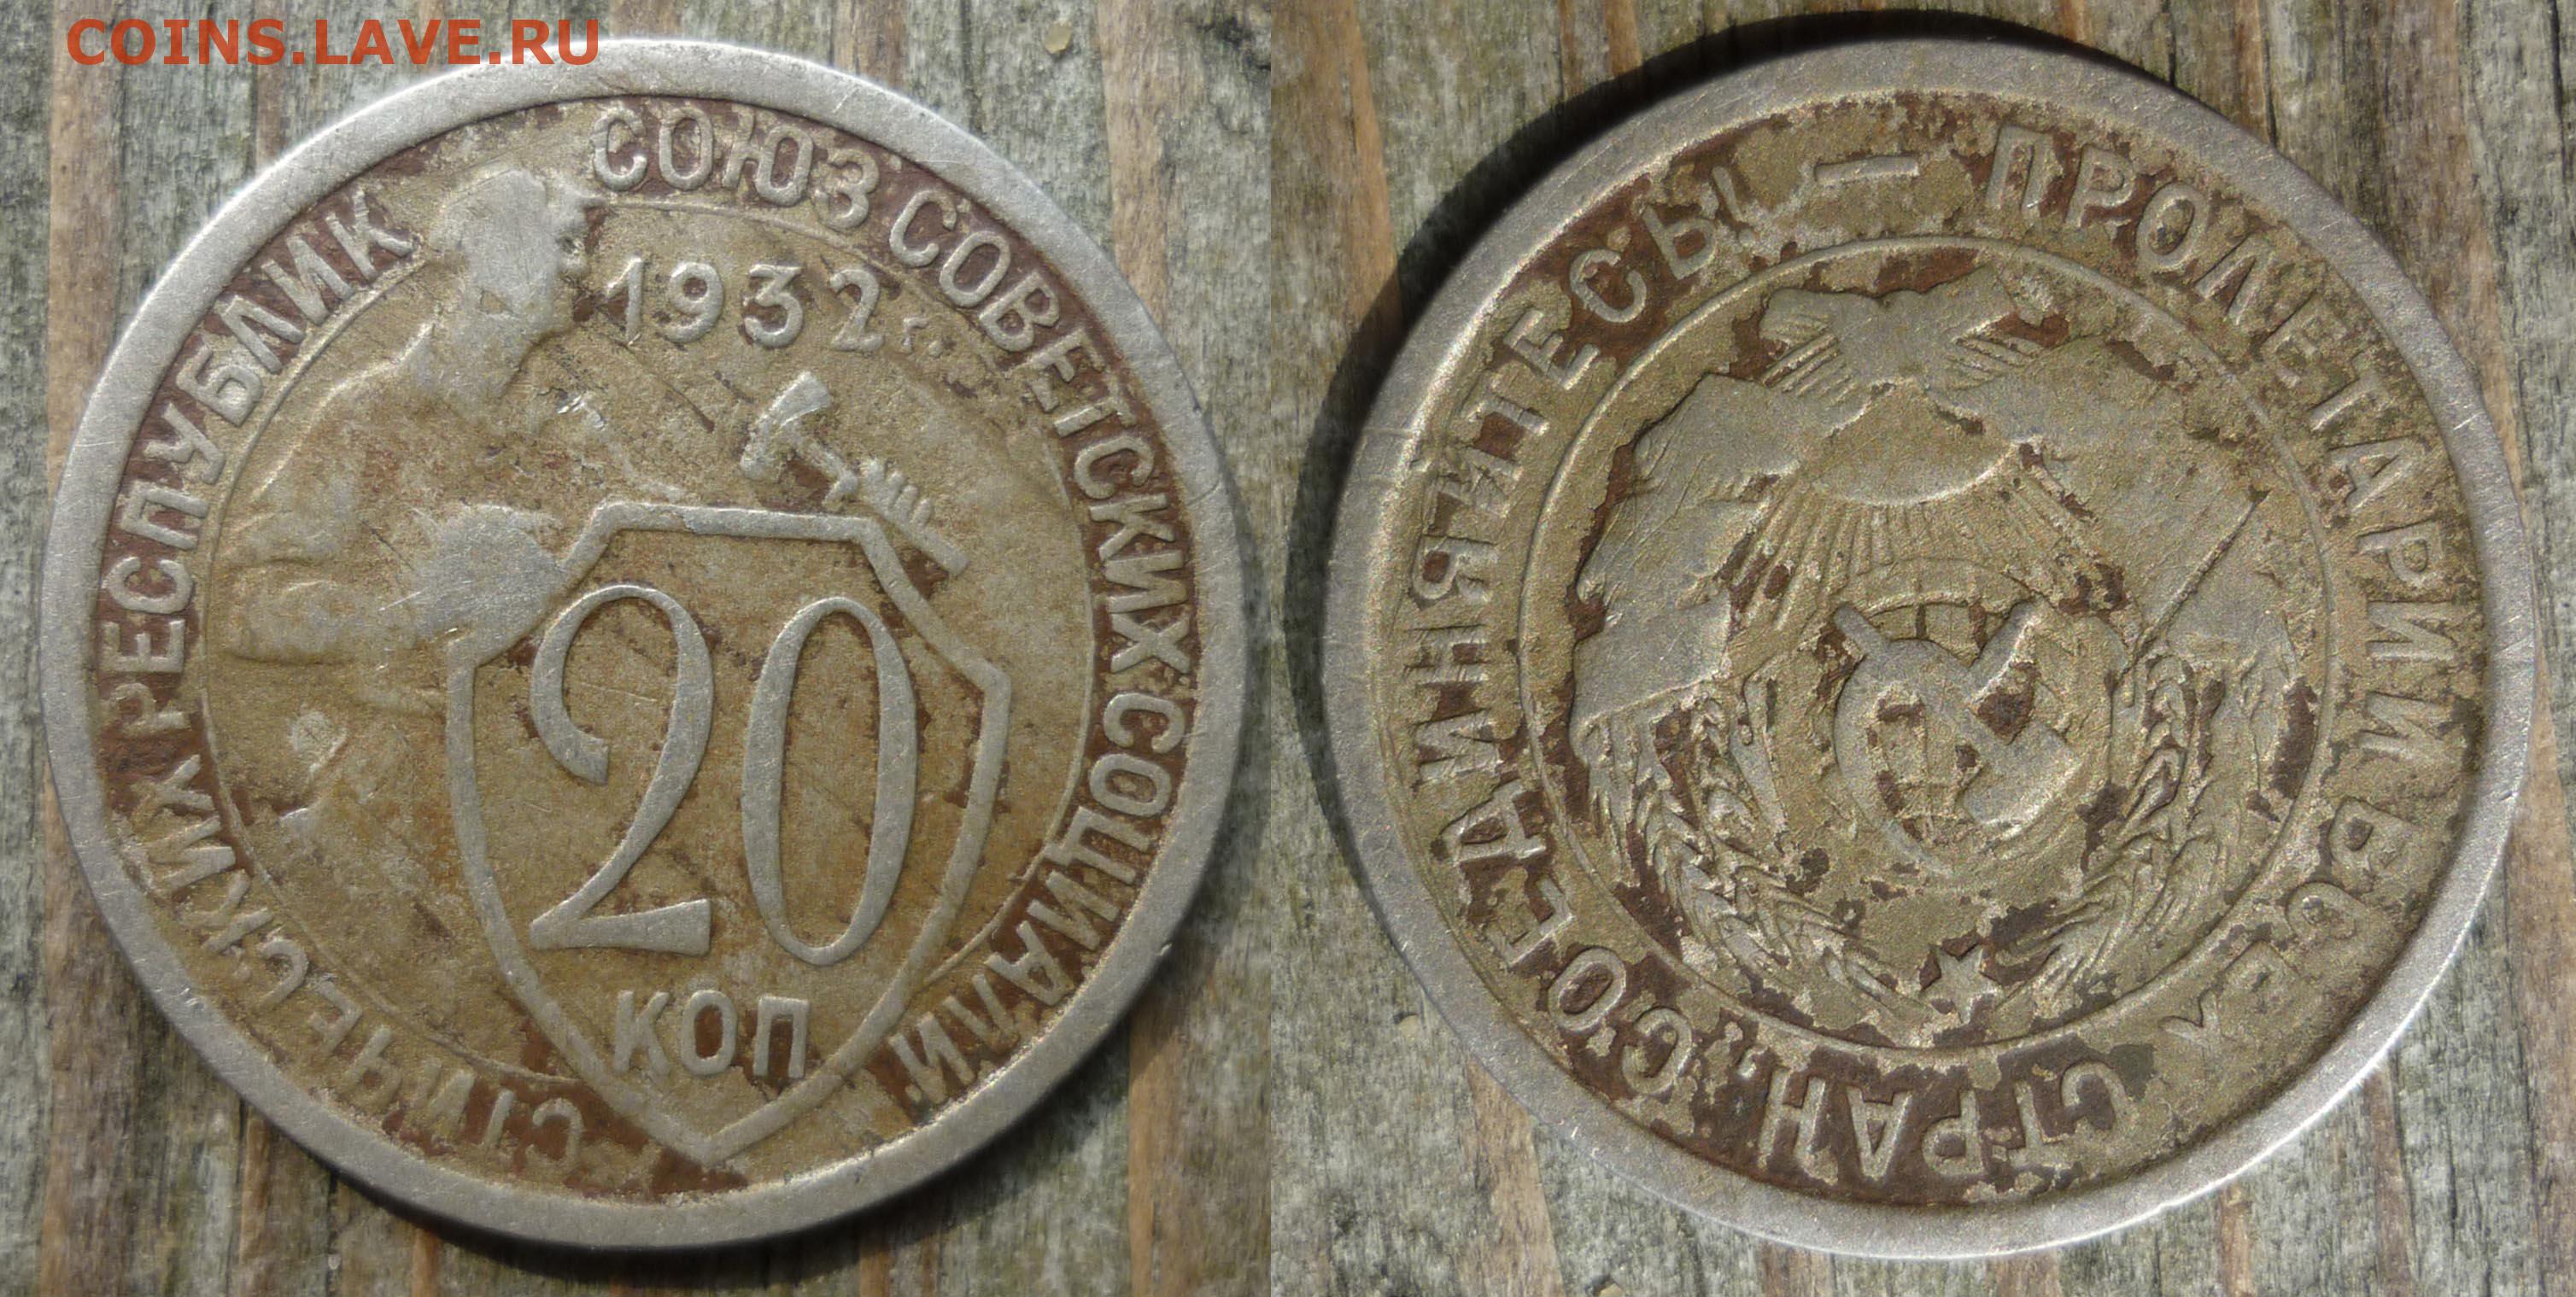 COINS.LAVE.RU
СОЮЗ СОВЕТСКИХ СОЦИАЛИСТИЧЕСКИХ РЕСПУБЛИК
1932 г.
20
КОП
ПРОЛЕТАРИИ ВСЕХ СТРАН, СОЕДИНЯЙТЕСЬ! —